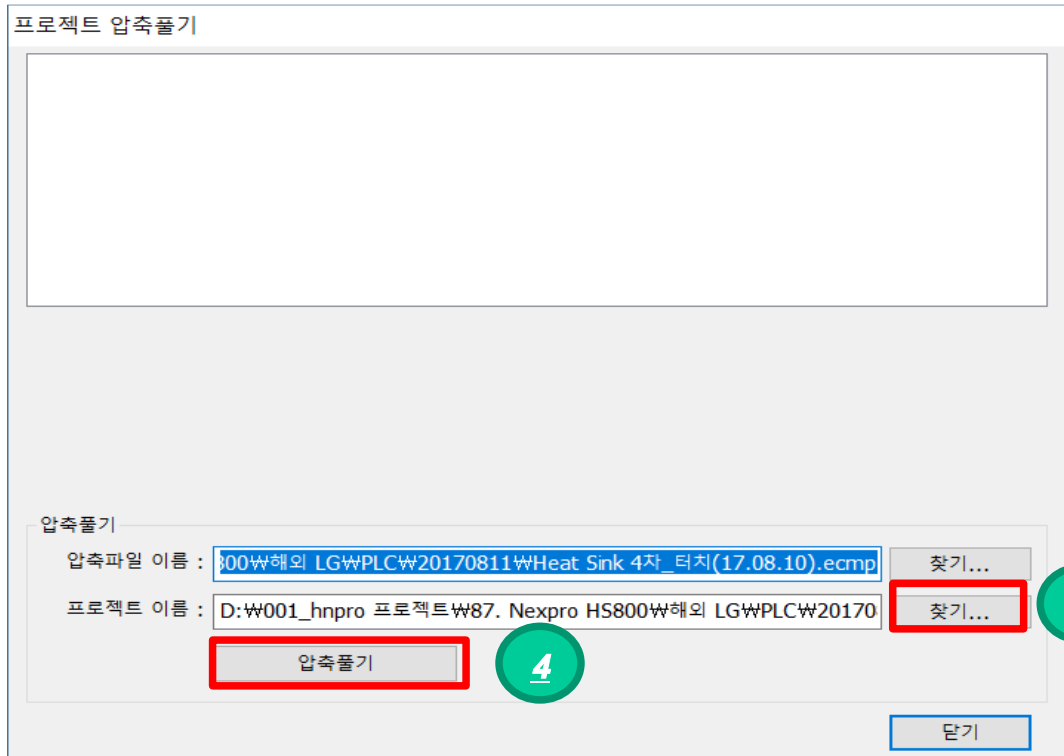 프로젝트 압축풀기
압축풀기
압축파일 이름 : 300₩해외 LG₩PLC₩20170811₩Heat Sink 4차_터치(17.08.10).ecmp 찾기...
프로젝트 이름 : D:₩001_hnpro 프로젝트₩87. Nexpro HS800₩해외 LG₩PLC₩20170 찾기...
압축풀기 4
닫기